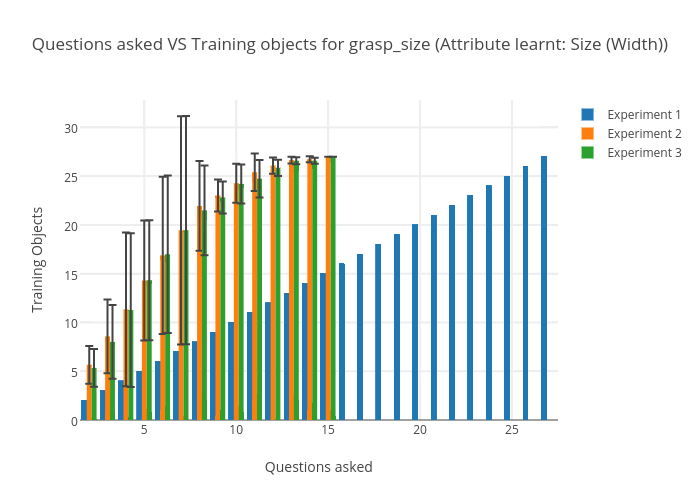 Questions asked VS Training objects for grasp_size (Attribute learnt: Size (Width))
Experiment 1
Experiment 2
Experiment 3
30
25
20
15
10
5
0
Training Objects
5
10
15
20
25
Questions asked